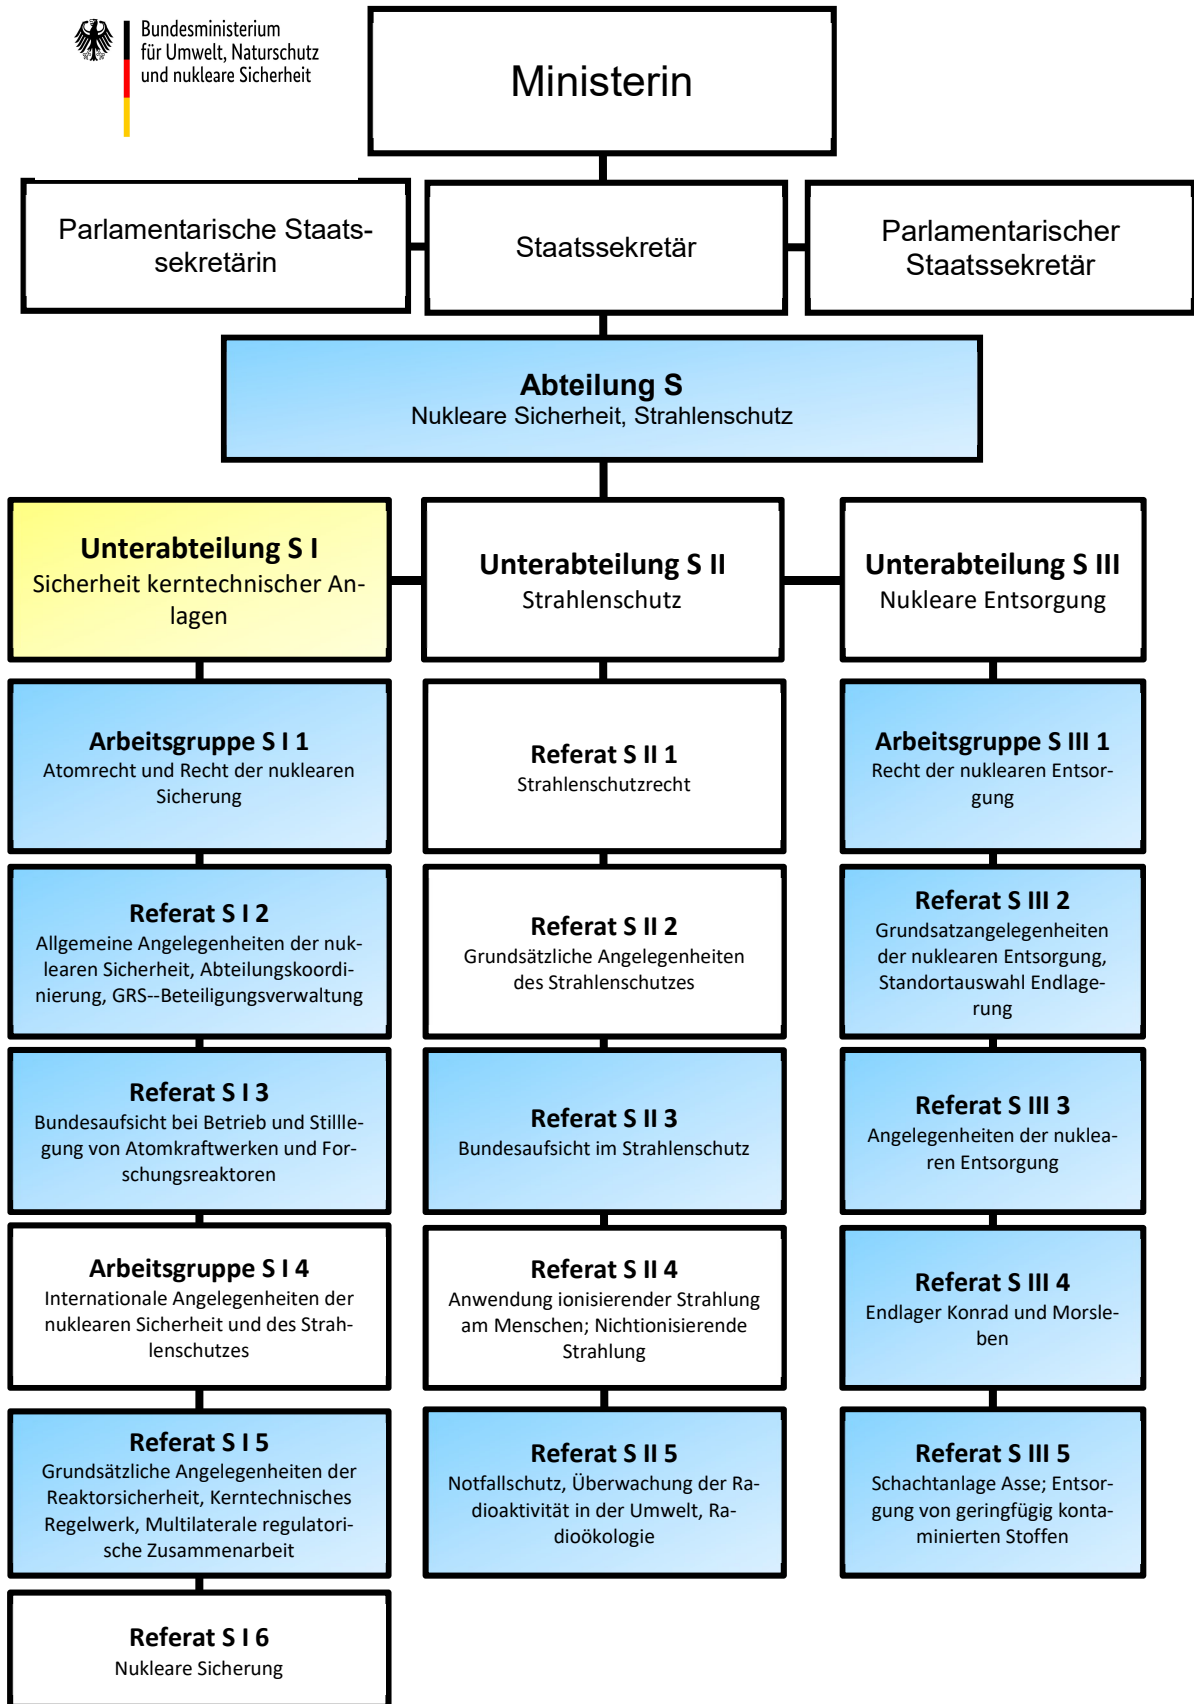 Bundesministerium
für Umwelt, Naturschutz
und nukleare Sicherheit
Ministerin
Parlamentarische Staats-
sekretärin
Staatssekretär
Parlamentarischer
Staatssekretär
Abteilung S
Nukleare Sicherheit, Strahlenschutz
Unterabteilung S I
Sicherheit kerntechnischer An-
lagen
Unterabteilung S II
Strahlenschutz
Unterabteilung S III
Nukleare Entsorgung
Arbeitsgruppe S I 1
Atomrecht und Recht der nuklearen
Sicherung
Referat S II 1
Strahlenschutzrecht
Arbeitsgruppe S III 1
Recht der nuklearen Entsor-
gung
Referat S I 2
Allgemeine Angelegenheiten der nuk-
learen Sicherheit, Abteilungskoordi-
nierung, GRS--Beteiligungsverwaltung
Referat S II 2
Grundsätzliche Angelegenheiten
des Strahlenschutzes
Referat S III 2
Grundsatzangelegenheiten
der nuklearen Entsorgung,
Standortauswahl Endlage-
rung
Referat S I 3
Bundesaufsicht bei Betrieb und Stillle-
gung von Atomkraftwerken und For-
schungsreaktoren
Referat S II 3
Bundesaufsicht im Strahlenschutz
Referat S III 3
Angelegenheiten der nuklea-
ren Entsorgung
Arbeitsgruppe S I 4
Internationale Angelegenheiten der
nuklearen Sicherheit und des Strah-
lenschutzes
Referat S II 4
Anwendung ionisierender Strahlung
am Menschen; Nichtionisierende
Strahlung
Referat S III 4
Endlager Konrad und Morsle-
ben
Referat S I 5
Grundsätzliche Angelegenheiten der
Reaktorsicherheit, Kerntechnisches
Regelwerk, Multilaterale regulatori-
sche Zusammenarbeit
Referat S II 5
Notfallschutz, Überwachung der Ra-
dioaktivität in der Umwelt, Ra-
dioökologie
Referat S III 5
Schachtanlage Asse; Entsor-
gung von geringfügig konta-
minierten Stoffen
Referat S I 6
Nukleare Sicherung